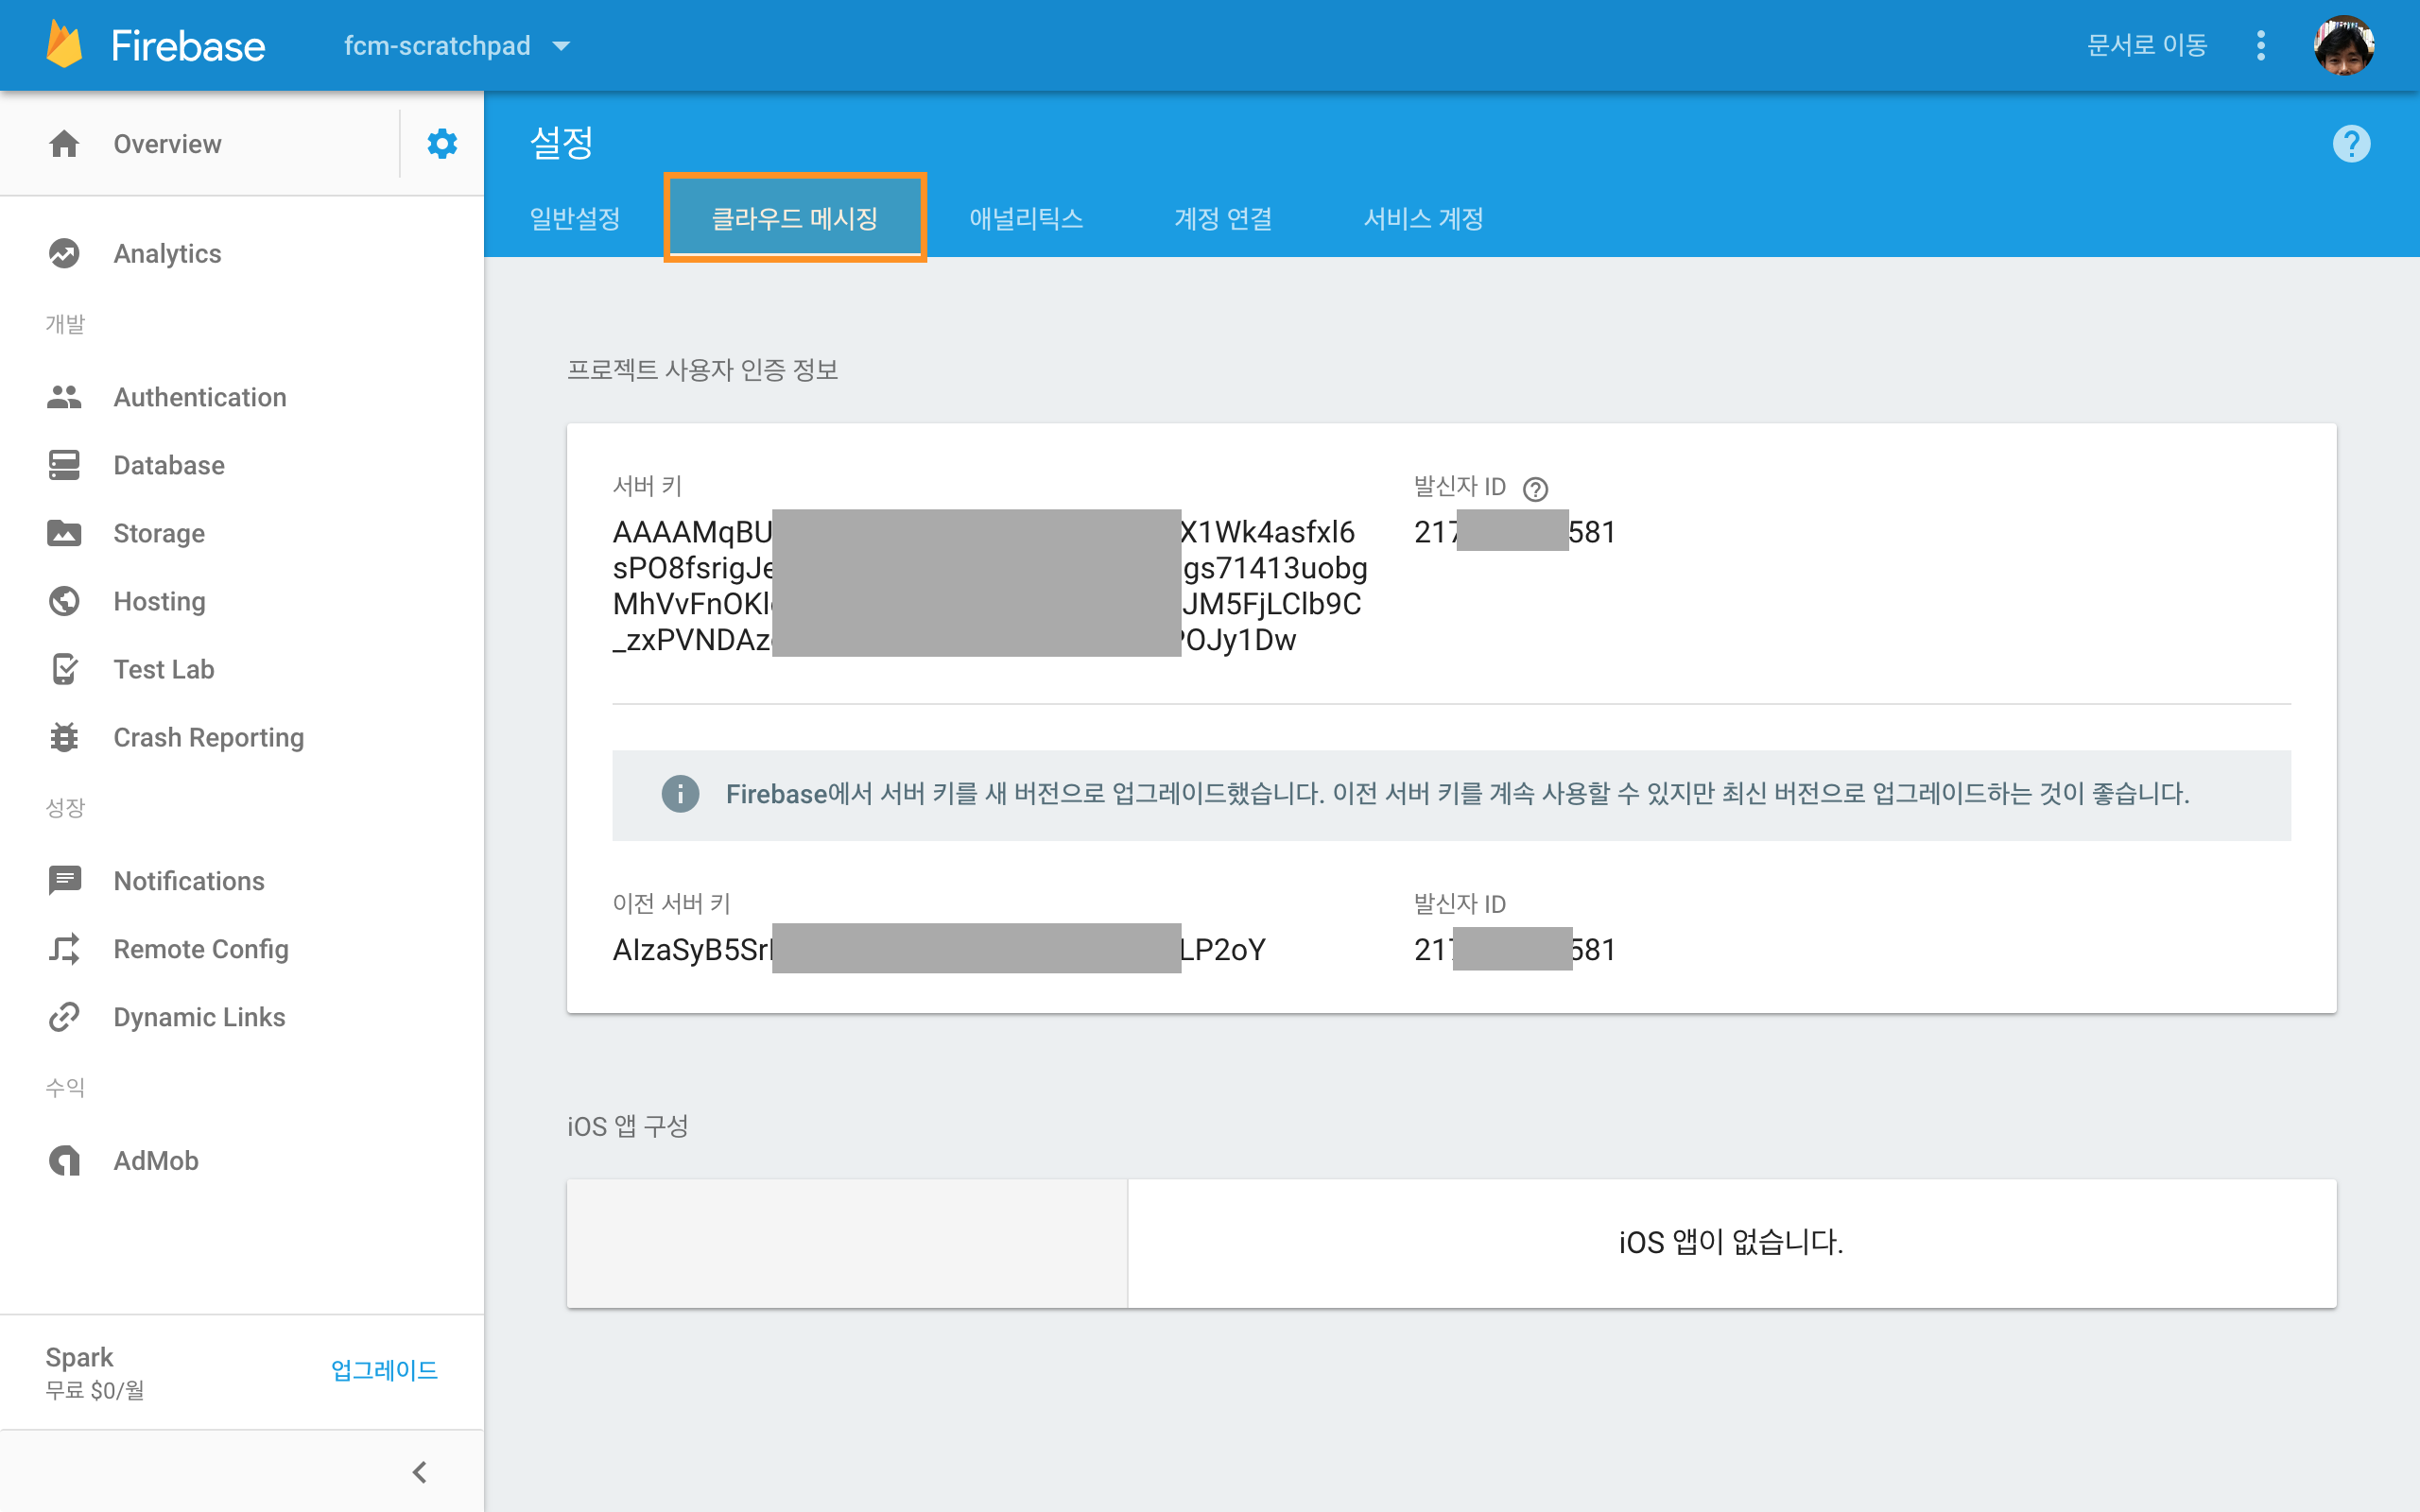 Firebase
fcm-scratchpad
문서로 이동
Overview
설정
일반설정
클라우드 메시징
애널리틱스
계정 연결
서비스 계정
Analytics
개발
Authentication
Database
Storage
Hosting
Test Lab
Crash Reporting
성장
Notifications
Remote Config
Dynamic Links
수익
AdMob
Spark
무료 $0/월
업그레이드
프로젝트 사용자 인증 정보
서버 키
AAAAMqBU X1Wk4asfxl6
sPO8fsrigJe gs71413uobg
MhVvFnOKl JM5FjLClb9C
_zxPVNDAz OJy1Dw
발신자 ID
217 581
Firebase에서 서버 키를 새 버전으로 업그레이드했습니다. 이전 서버 키를 계속 사용할 수 있지만 최신 버전으로 업그레이드하는 것이 좋습니다.
이전 서버 키
AIzaSyB5Sr LP2oY
발신자 ID
217 581
iOS 앱 구성
iOS 앱이 없습니다.